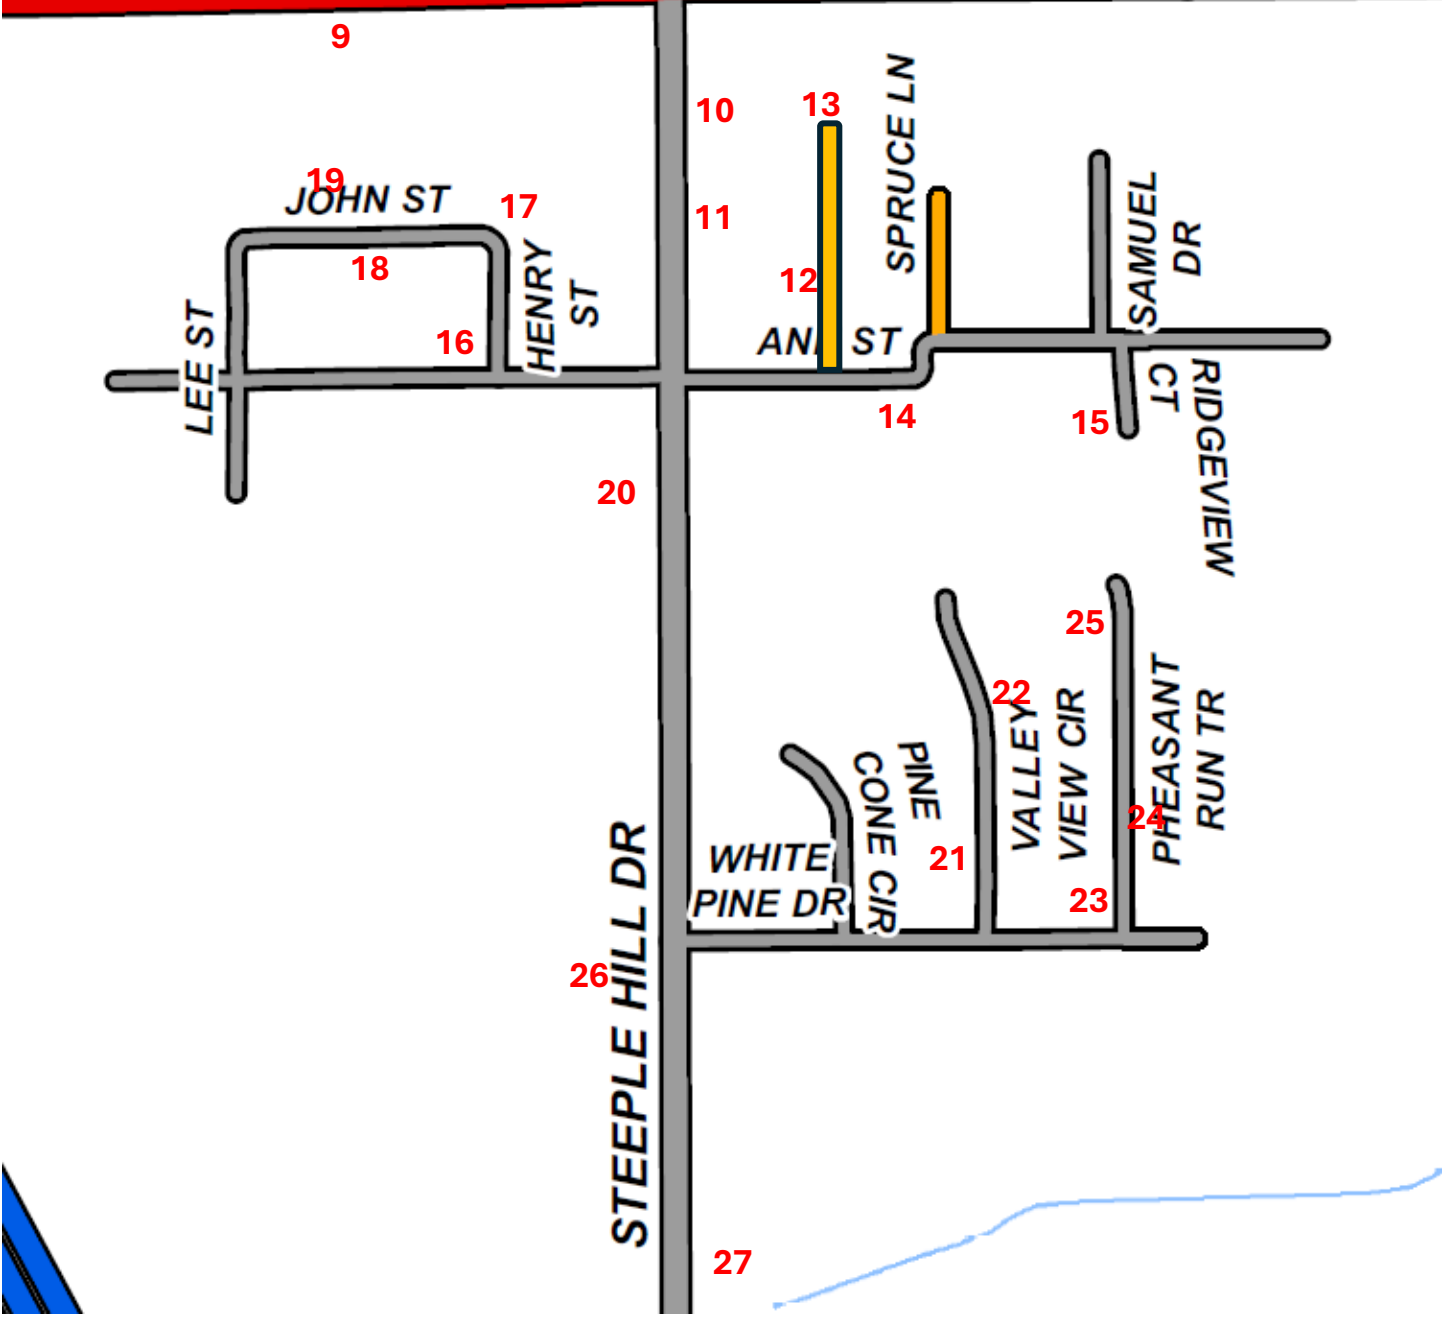 9
10
13
SPRUCE LN
19
JOHN ST
17
11
SAMUEL
DR
18
12
HENRY
ST
16
LEE ST
ST
14
15
RIDGEVIEW
CT
20
25
22
VALLEY
VIEW CIR
PHEASANT
RUN TR
24
PINE
CONE CIR
21
23
WHITE
PINE DR
26
STEEPLE HILL DR
27